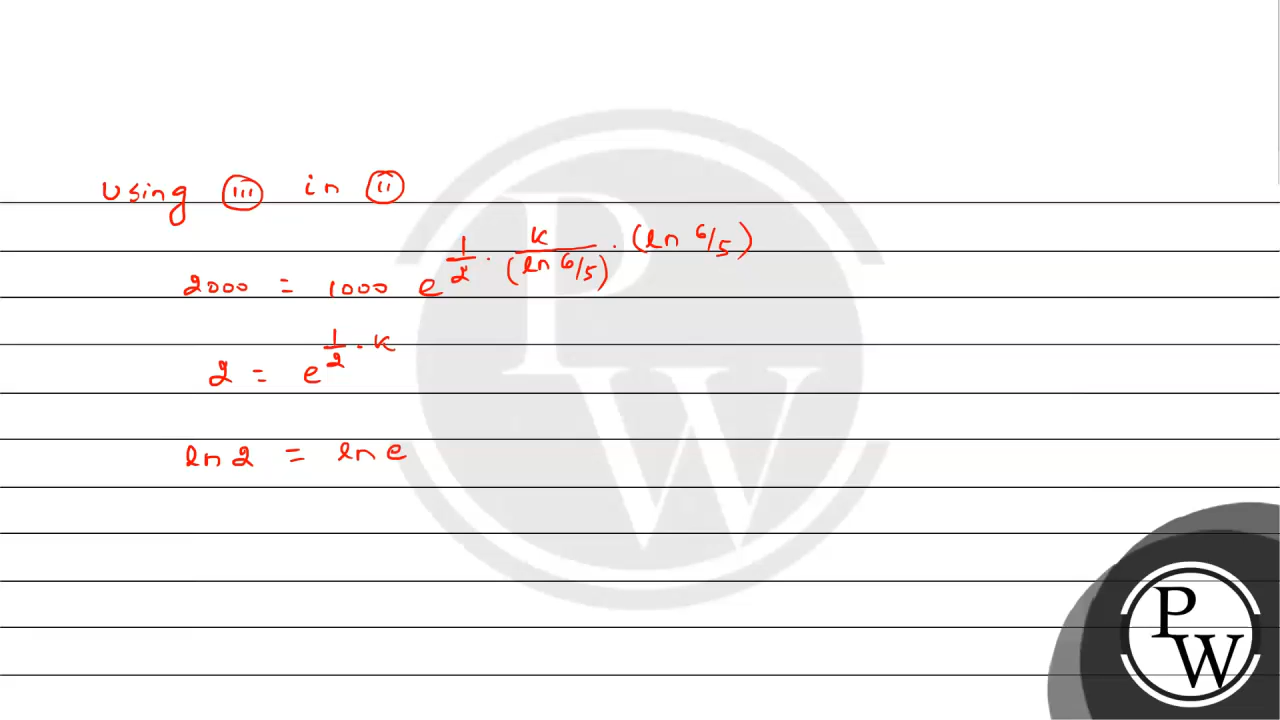 Using (iii) in (ii)
2000 = 1000 e^{1/2 · k/(ln 6/5) · (ln 6/5)}
2 = e^{1/2 · k}
ln 2 = ln e
P
W
P
W